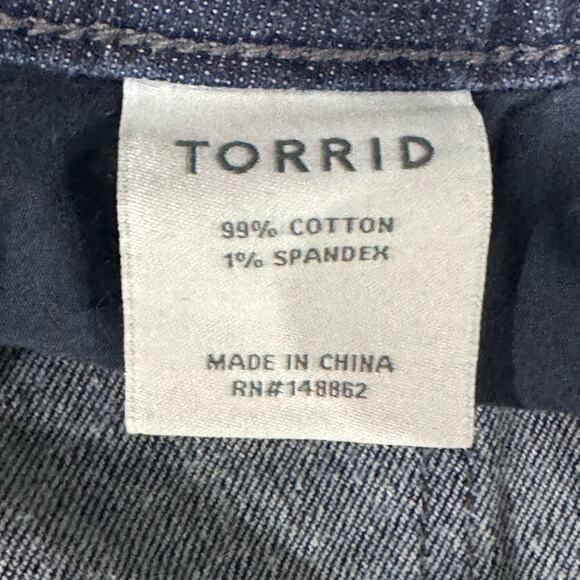 TORRID
99% COTTON
1% SPANDEX
MADE IN CHINA
RN#148862